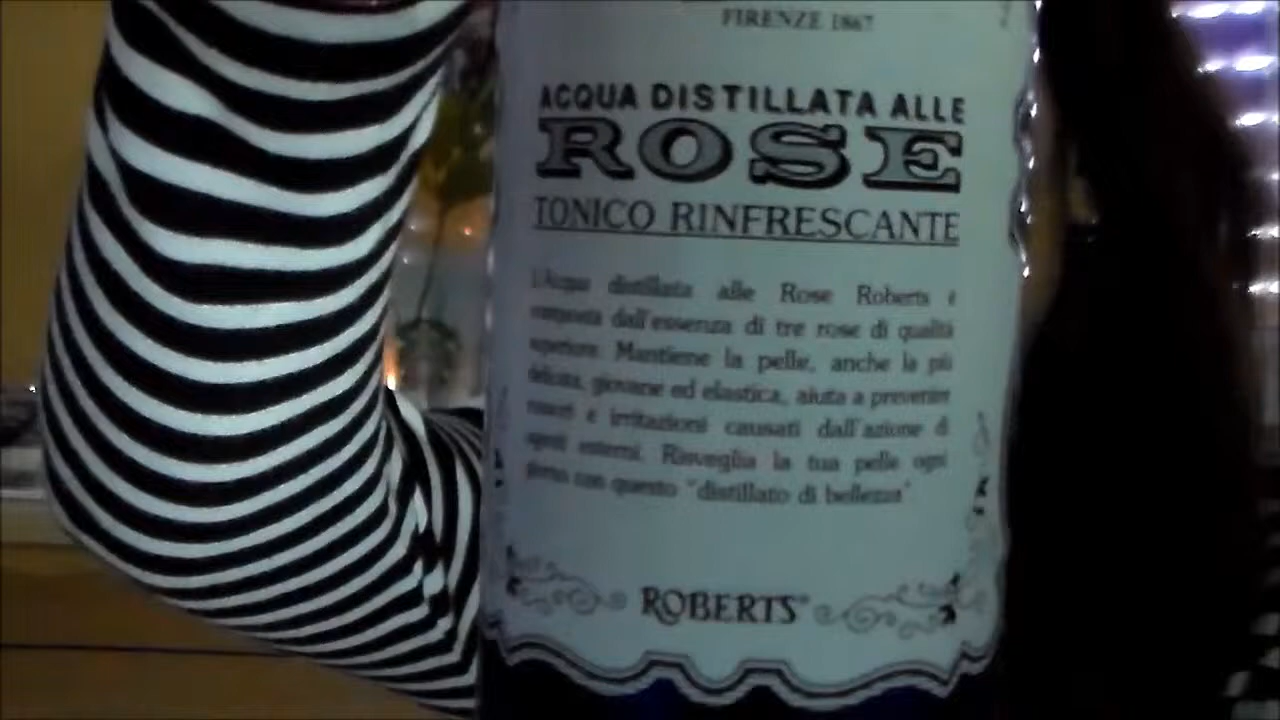 FIRENZE 1867
ACQUA DISTILLATA ALLE
ROSE
TONICO RINFRESCANTE
L'Acqua distillata alle Rose Roberts è
composta dall'essenza di tre rose di qualità
superiore. Mantiene la pelle, anche la più
delicata, giovane ed elastica, aiuta a prevenire
rossori e irritazioni causati dall'azione di
agenti esterni. Risveglia la tua pelle ogni
giorno con questo "distillato di bellezza"
ROBERTS